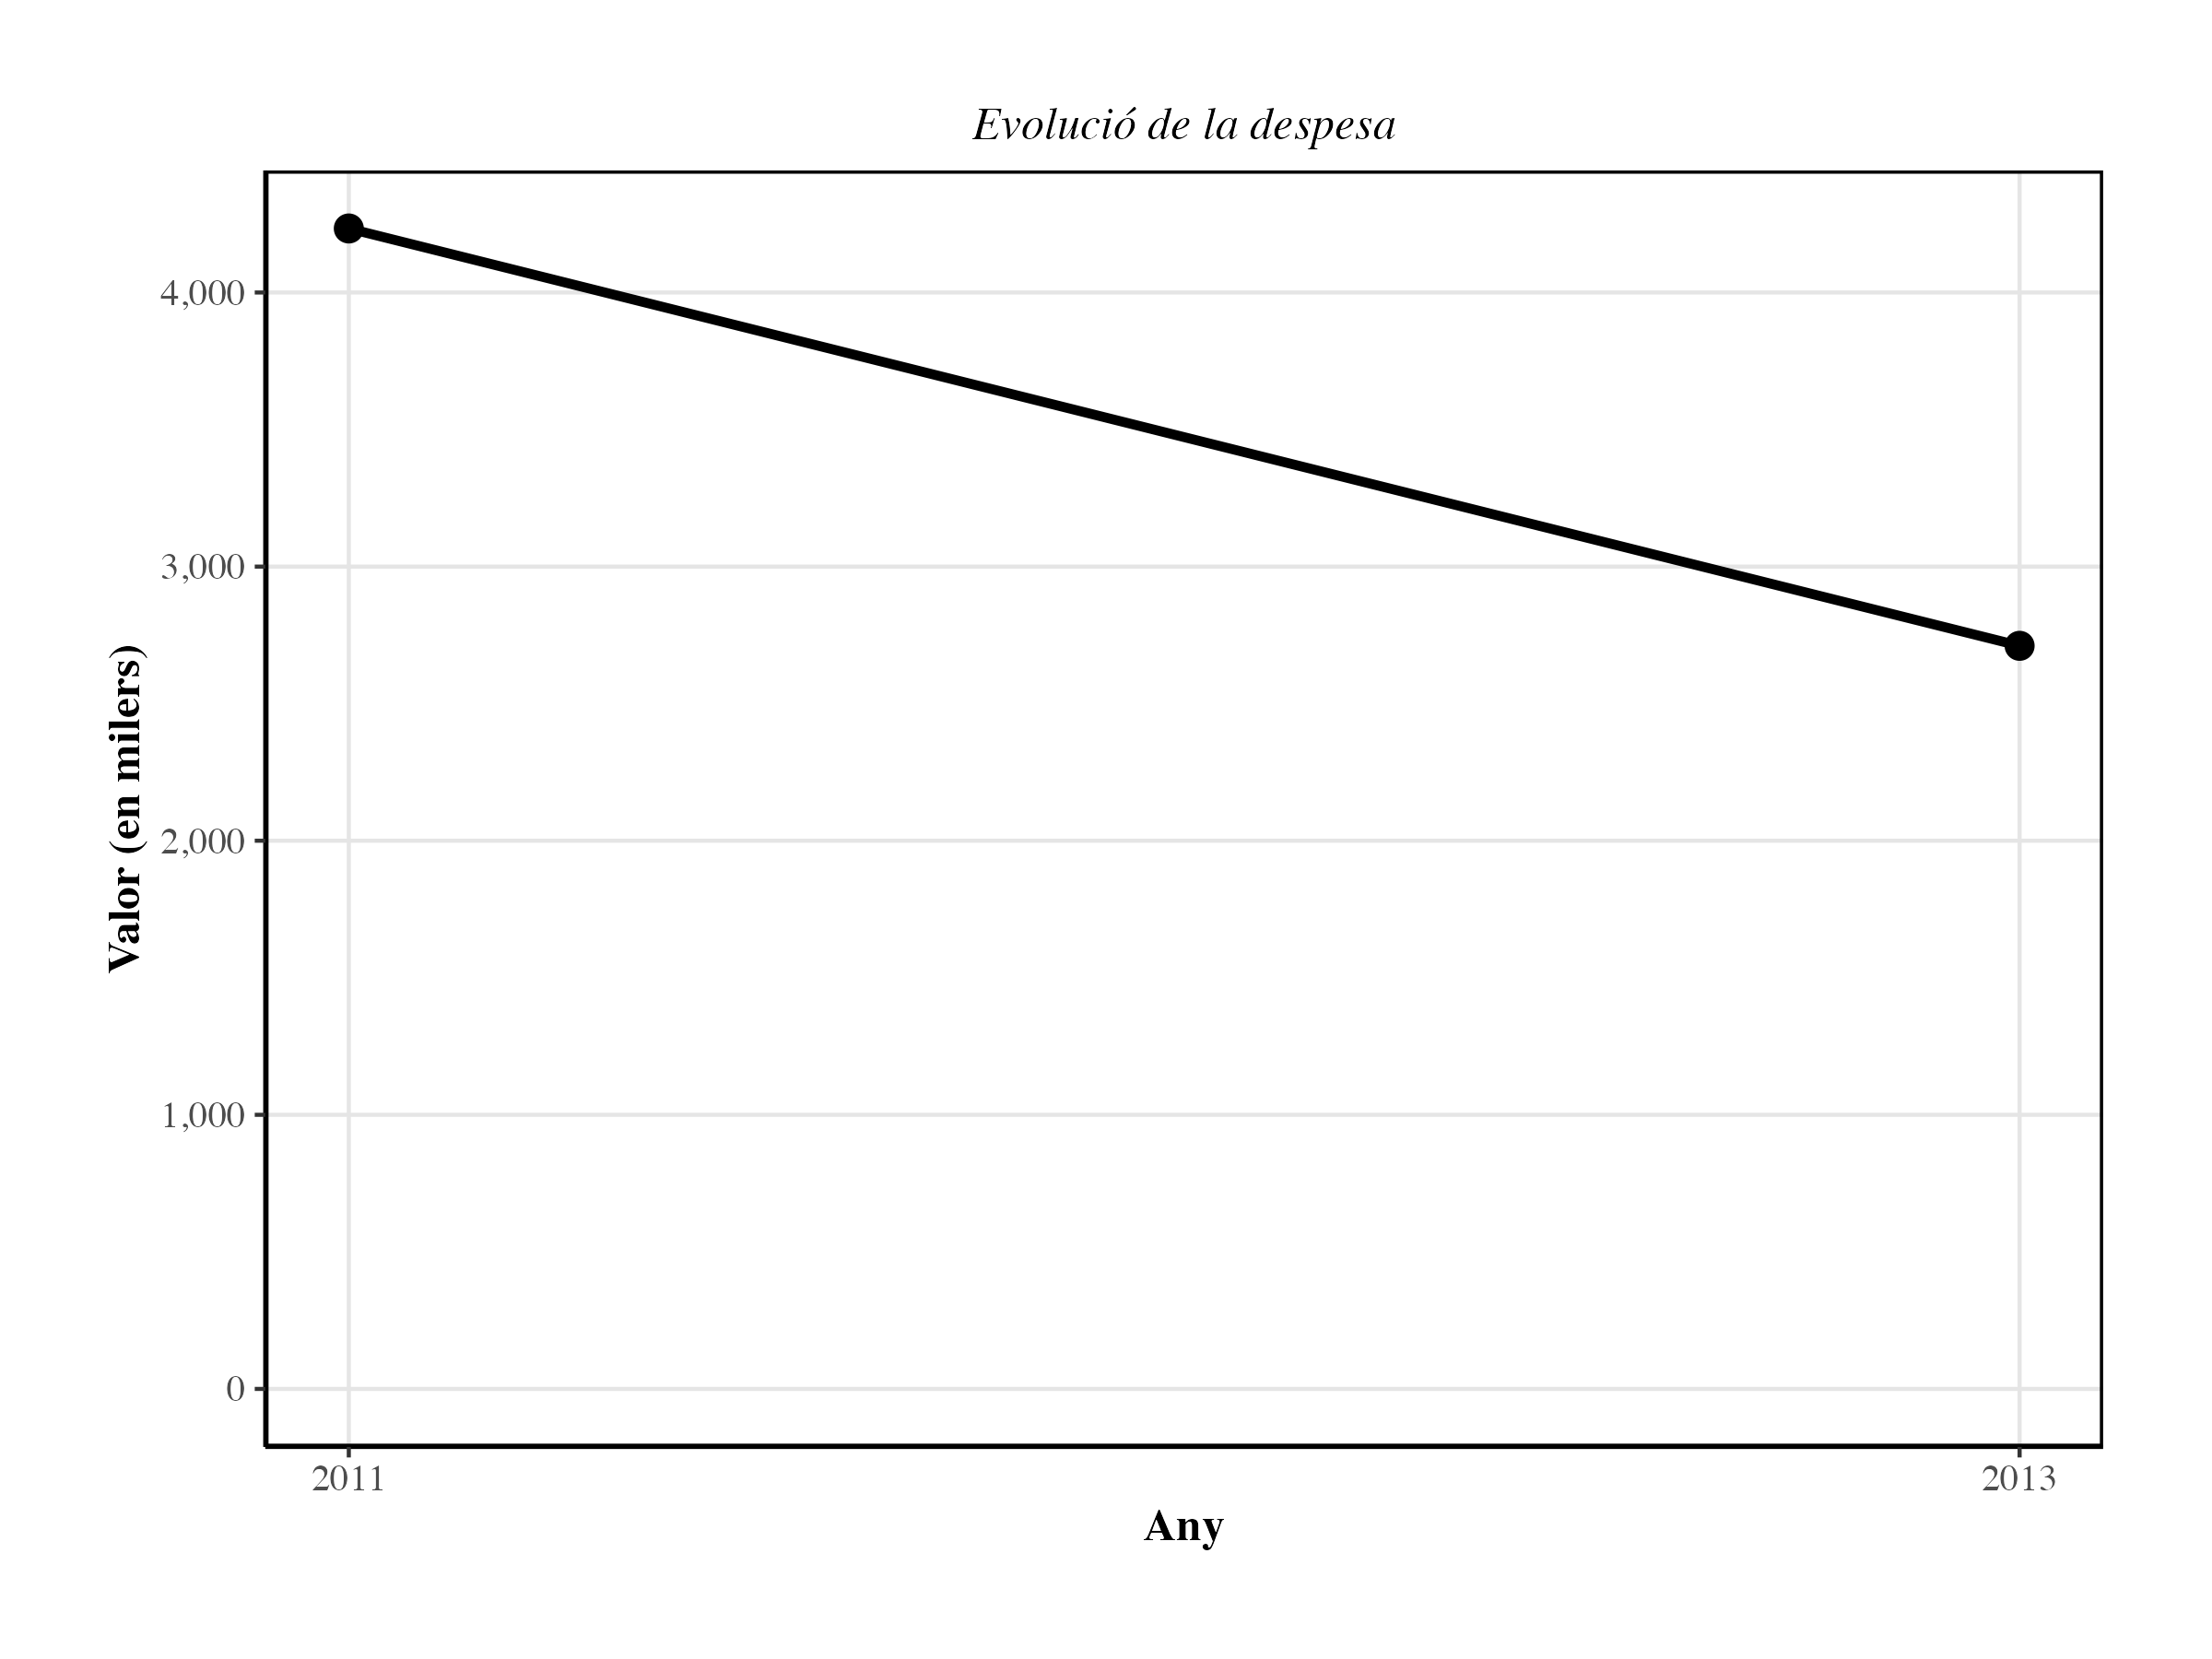 Evolució de la despesa
Valor (en milers)
4,000
3,000
2,000
1,000
0
2011
2013
Any